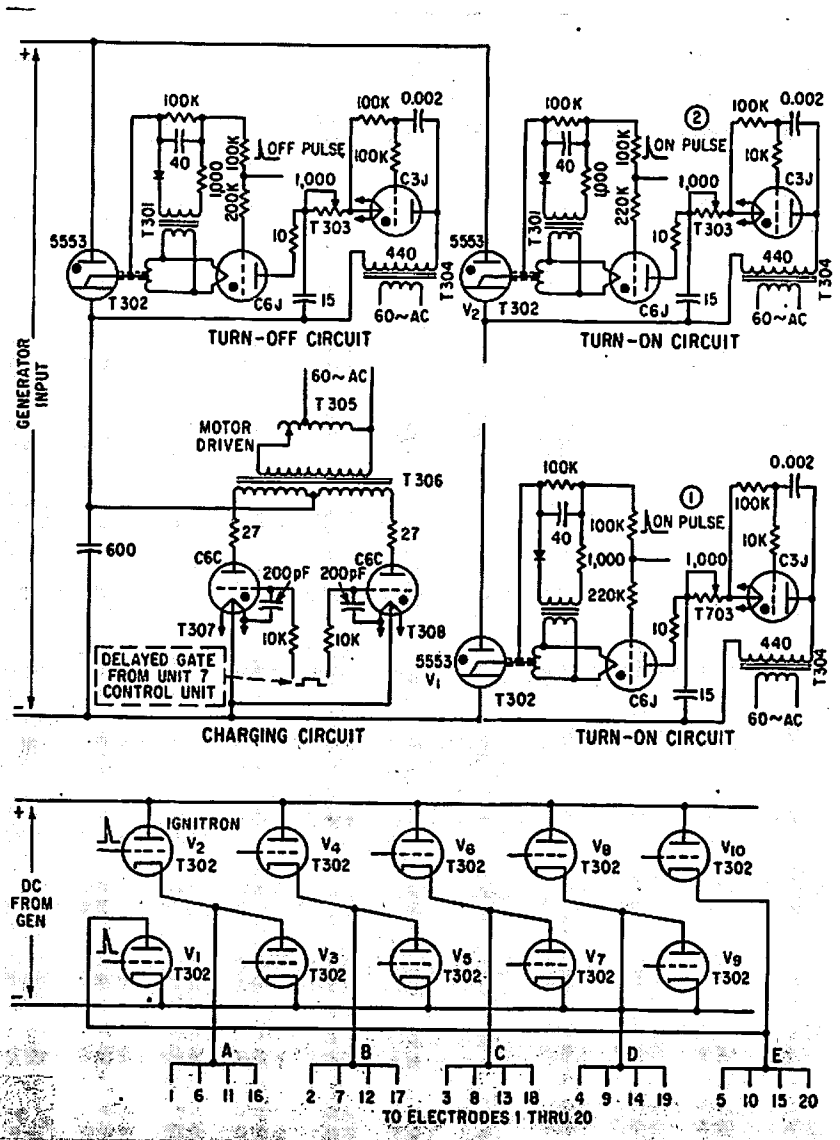 +
GENERATOR INPUT
100K
40
100K
1,000
200K
T301
OFF PULSE
100K
0.002
100K
C3J
1,000
T303
10
440
T304
5553
T302
C6J
15
60~AC
TURN-OFF CIRCUIT
100K
40
100K
1,000
220K
T301
②
ON PULSE
100K
0.002
10K
C3J
1,000
T303
10
440
T304
5553
V2
T302
C6J
15
60~AC
TURN-ON CIRCUIT
60~AC
T305
MOTOR DRIVEN
T306
27
27
600
C6C
200pF
200pF
C6C
T307
10K
10K
T308
DELAYED GATE
FROM UNIT 7
CONTROL UNIT
-
CHARGING CIRCUIT
100K
40
100K
1,000
220K
①
ON PULSE
100K
0.002
10K
C3J
1,000
T703
10
440
T304
5553
V1
T302
C6J
15
60~AC
TURN-ON CIRCUIT
+
DC
FROM
GEN
-
IGNITRON
V2
T302
V4
T302
V6
T302
V8
T302
V10
T302
V1
T302
V3
T302
V5
T302
V7
T302
V9
T302
A B C D E
1 6 11 16 2 7 12 17 3 8 13 18 4 9 14 19 5 10 15 20
TO ELECTRODES 1 THRU 20